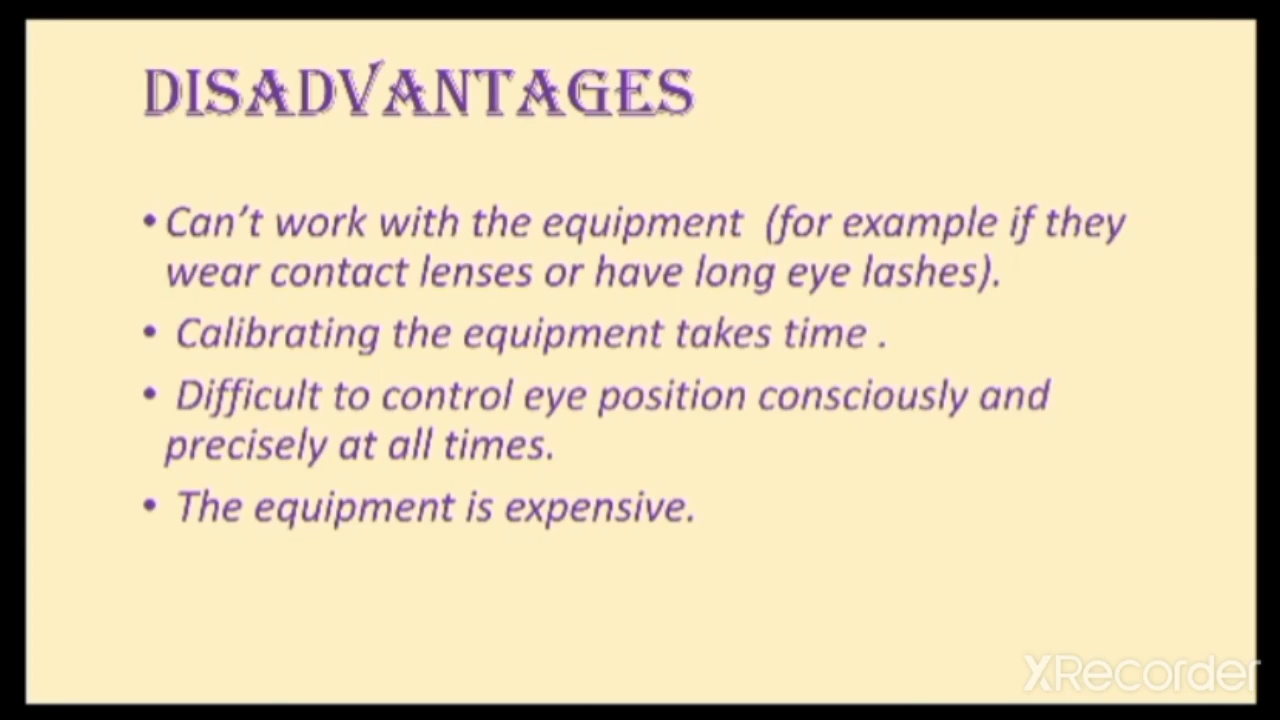 DISADVANTAGES
• Can't work with the equipment (for example if they
wear contact lenses or have long eye lashes).
• Calibrating the equipment takes time .
• Difficult to control eye position consciously and
precisely at all times.
• The equipment is expensive.
XRecorder